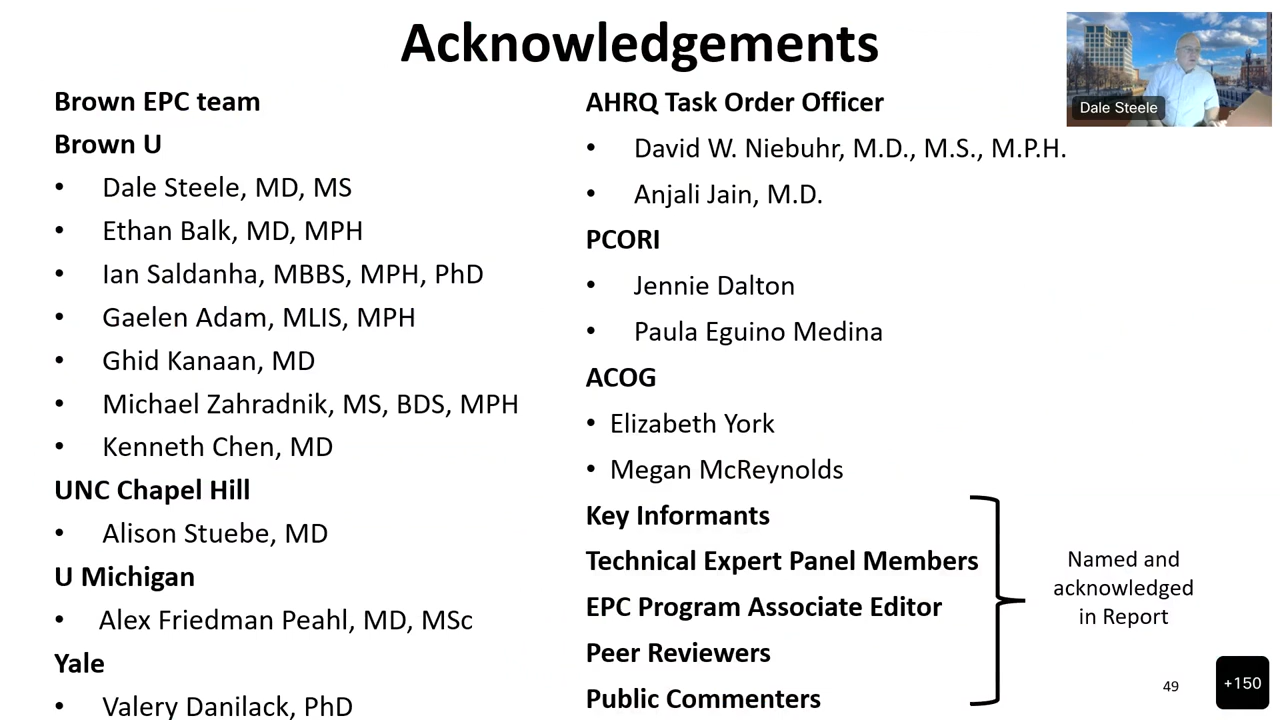 Acknowledgements
Dale Steele
Brown EPC team
Brown U
• Dale Steele, MD, MS
• Ethan Balk, MD, MPH
• Ian Saldanha, MBBS, MPH, PhD
• Gaelen Adam, MLIS, MPH
• Ghid Kanaan, MD
• Michael Zahradnik, MS, BDS, MPH
• Kenneth Chen, MD
UNC Chapel Hill
• Alison Stuebe, MD
U Michigan
• Alex Friedman Peahl, MD, MSc
Yale
• Valery Danilack, PhD
AHRQ Task Order Officer
• David W. Niebuhr, M.D., M.S., M.P.H.
• Anjali Jain, M.D.
PCORI
• Jennie Dalton
• Paula Eguino Medina
ACOG
• Elizabeth York
• Megan McReynolds
Key Informants
Technical Expert Panel Members
EPC Program Associate Editor
Peer Reviewers
Public Commenters
Named and
acknowledged
in Report
49
+150